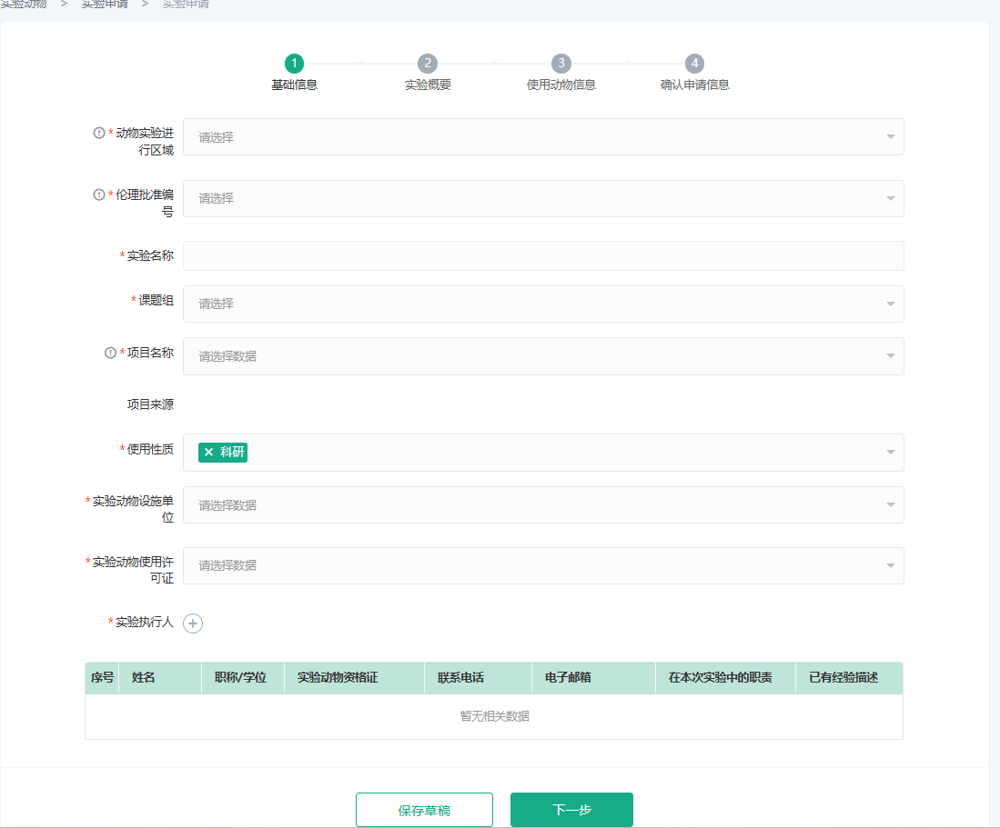 实验动物 > 实验申请 > 实验申请
1 2 3 4
基础信息 实验概要 使用动物信息 确认申请信息
* 动物实验进
行区域
请选择
* 伦理批准编
号
请选择
* 实验名称
* 课题组
请选择
* 项目名称
请选择数据
项目来源
* 使用性质
× 科研
* 实验动物设施单
位
请选择数据
* 实验动物使用许
可证
请选择数据
* 实验执行人
序号 姓名 职称/学位 实验动物资格证 联系电话 电子邮箱 在本次实验中的职责 已有经验描述
暂无相关数据
保存草稿 下一步